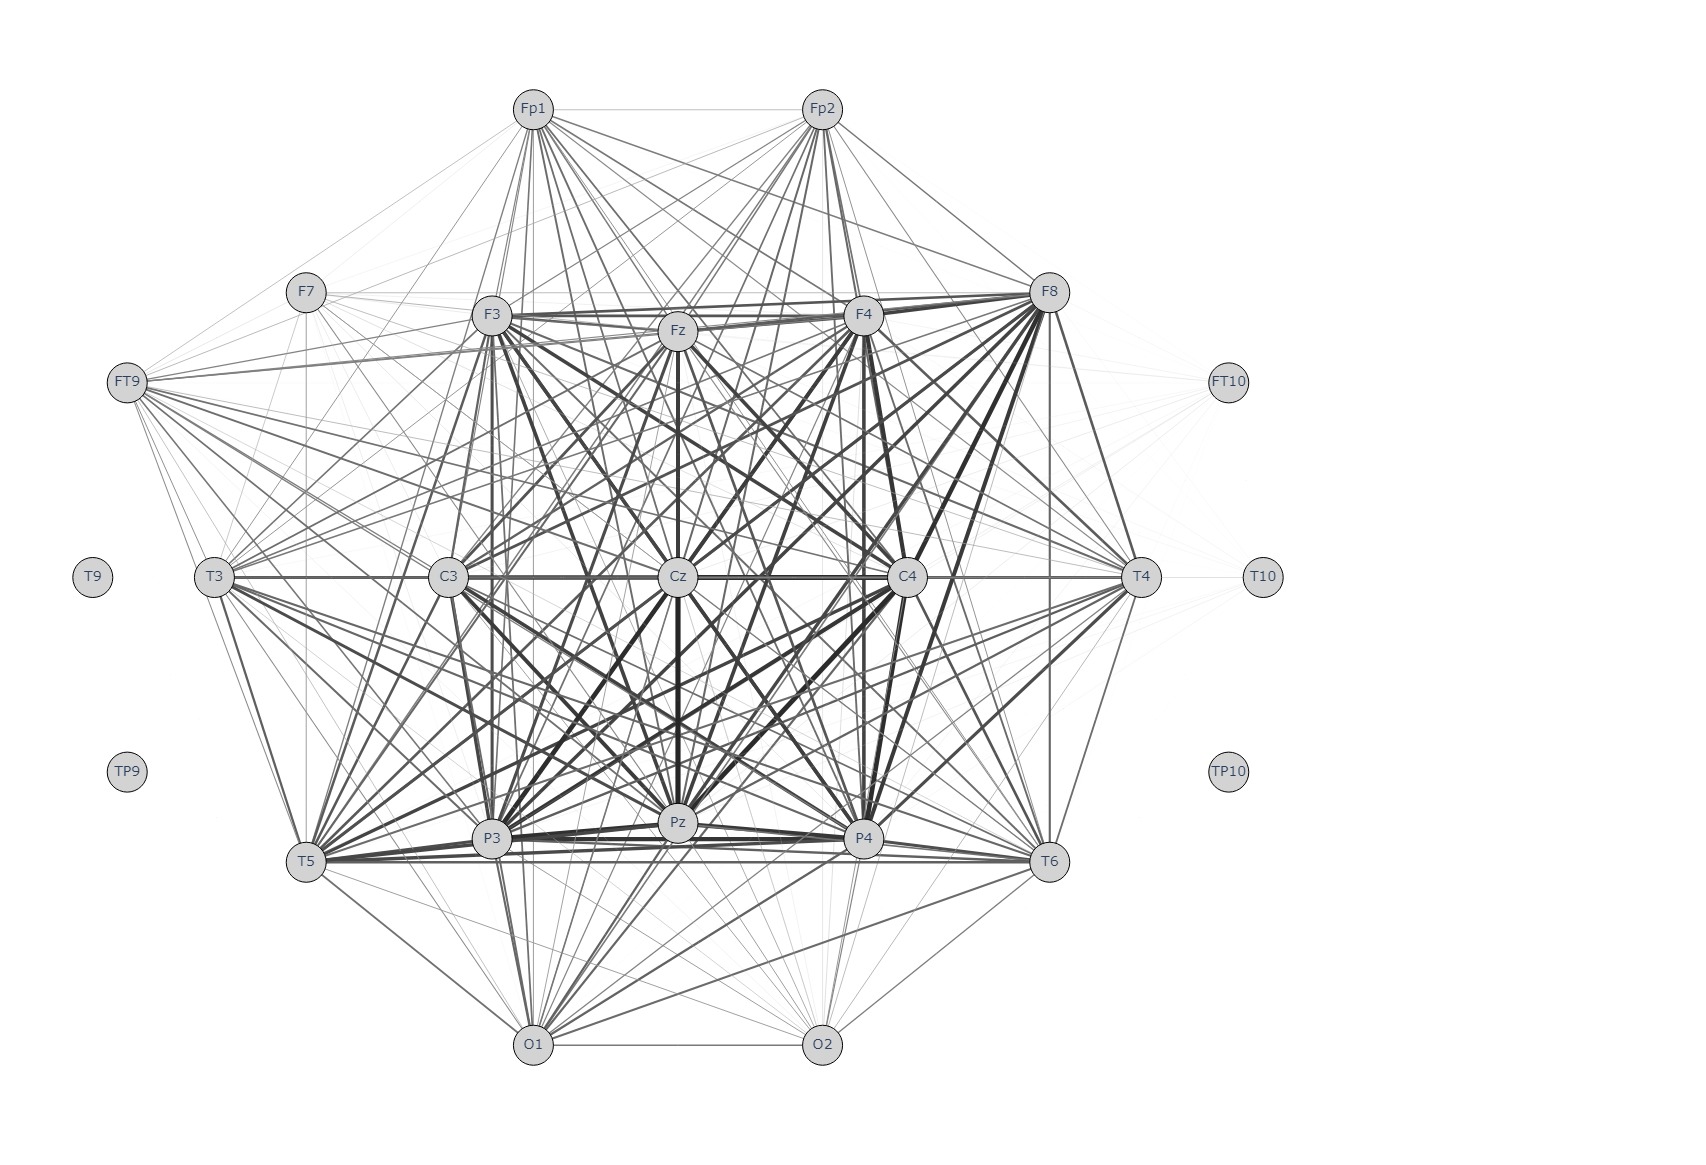 Fp1 Fp2
F7 F3 Fz F4 F8
FT9 FT10
T9 T3 C3 Cz C4 T4 T10
TP9 TP10
T5 P3 Pz P4 T6
O1 O2